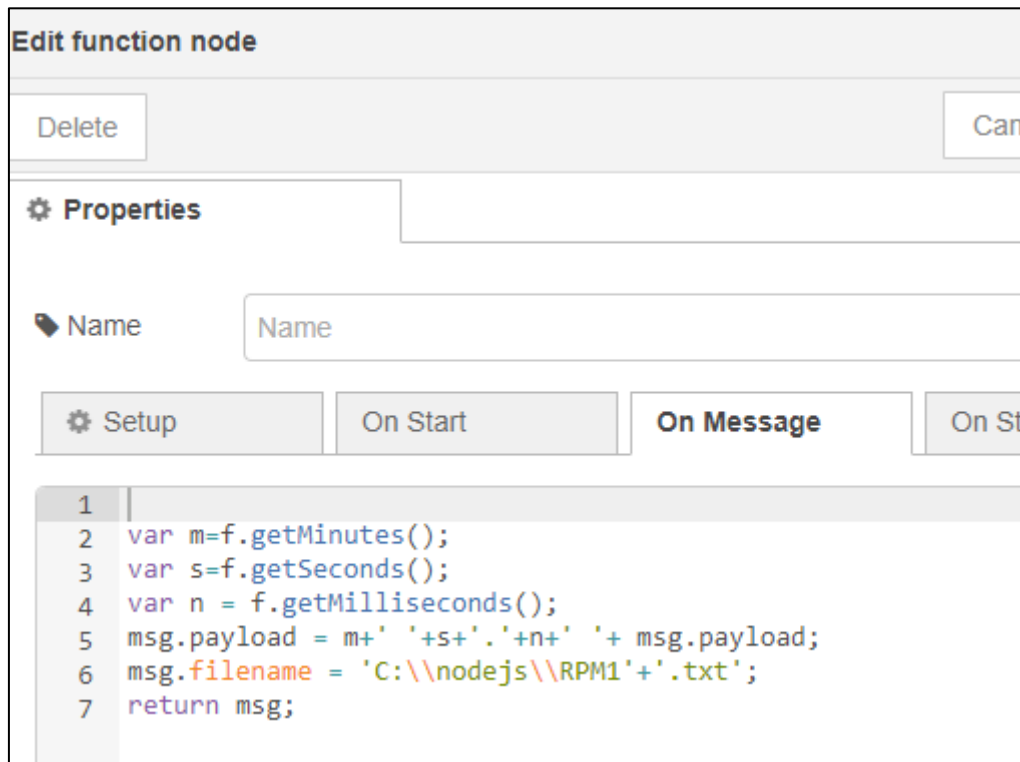 Edit function node
Delete
Can
Properties
Name
Name
Setup
On Start
On Message
On St
1
2 var m=f.getMinutes();
3 var s=f.getSeconds();
4 var n = f.getMilliseconds();
5 msg.payload = m+' '+s+'.'+n+' '+ msg.payload;
6 msg.filename = 'C:\\nodejs\\RPM1'+'.txt';
7 return msg;